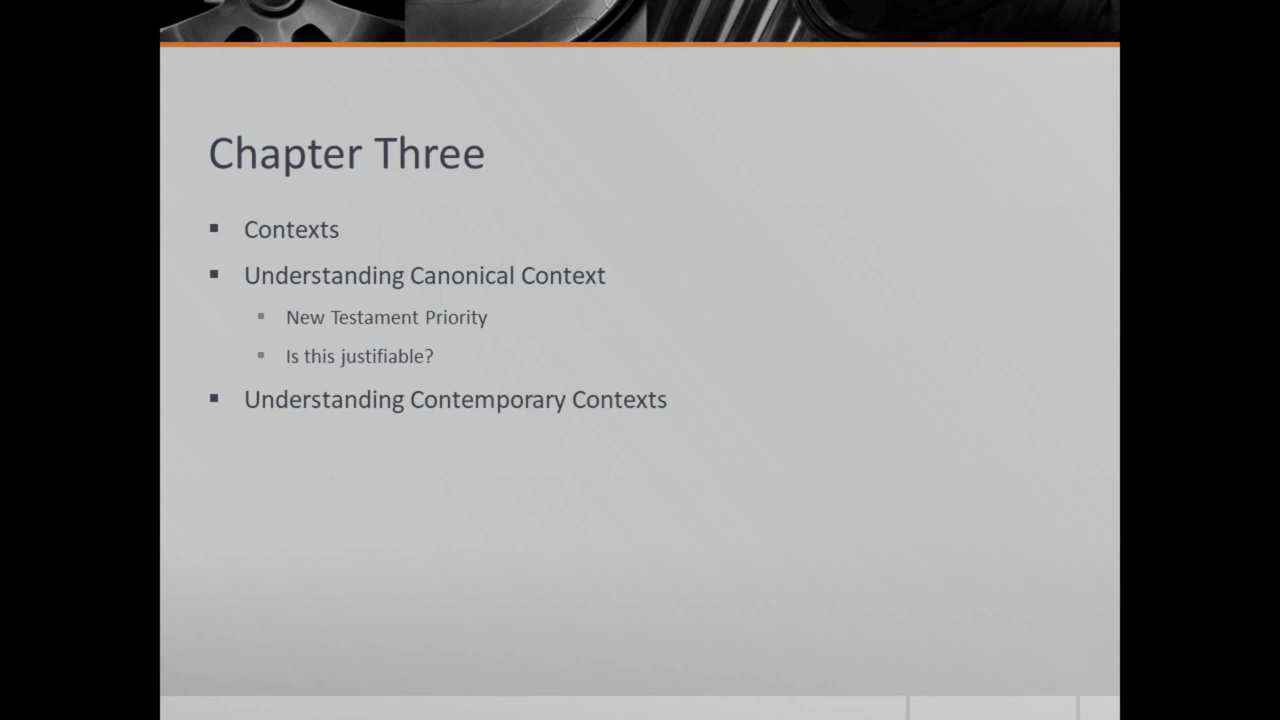 Chapter Three
Contexts
Understanding Canonical Context
New Testament Priority
Is this justifiable?
Understanding Contemporary Contexts